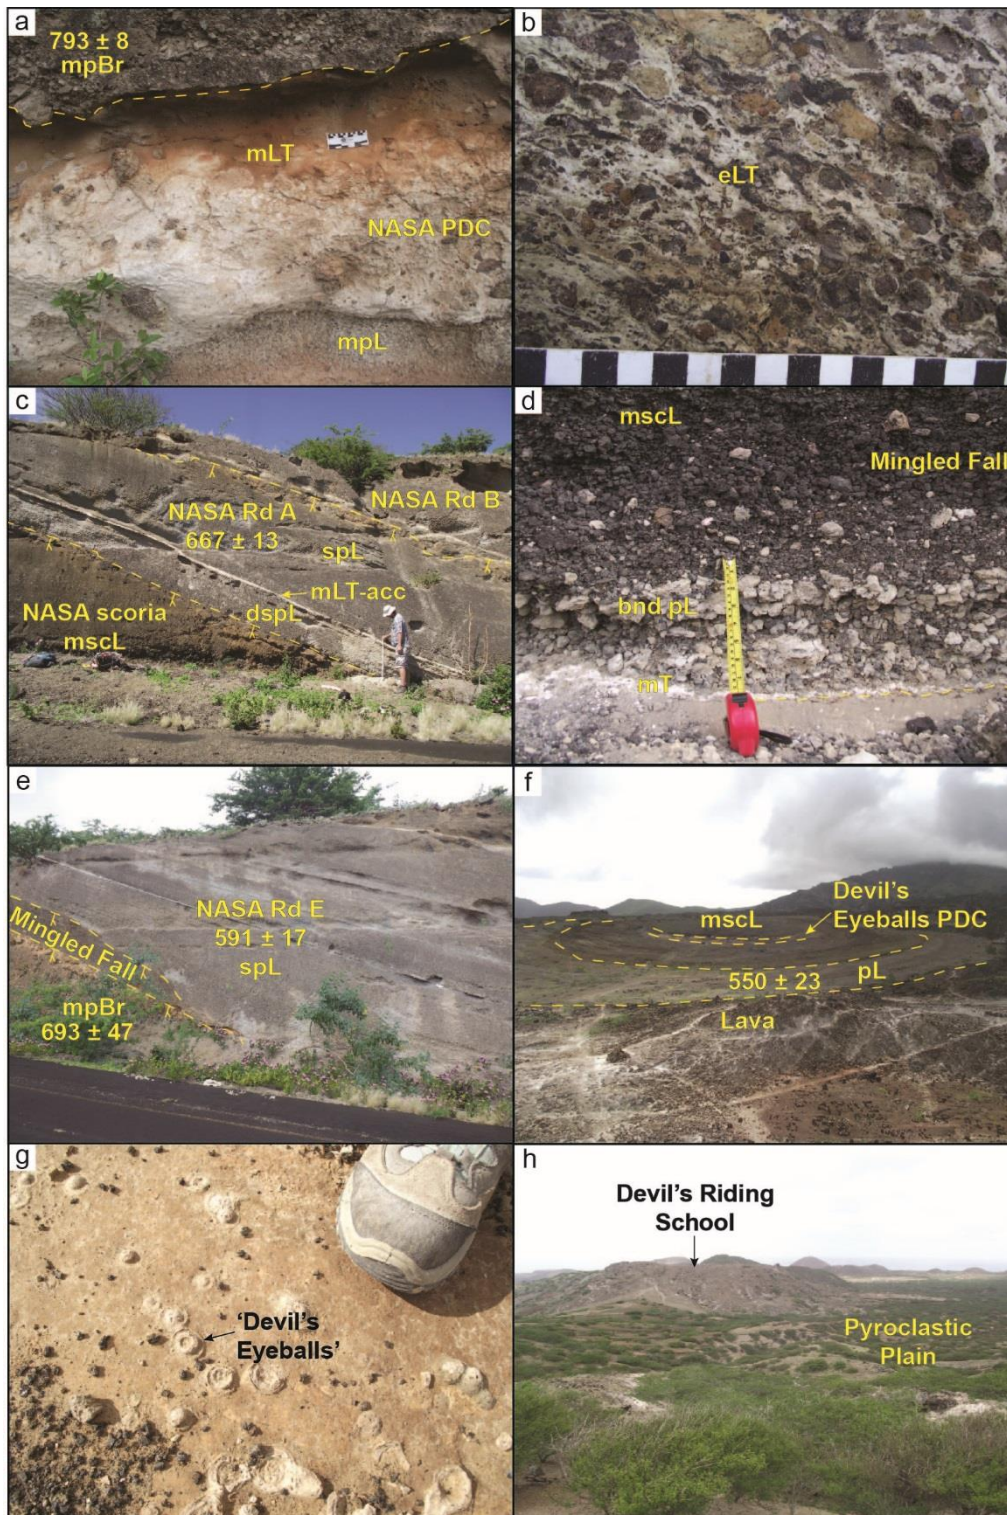 a
793 ± 8
mpBr
mLT
NASA PDC
mpL
b
eLT
c
NASA Rd A
667 ± 13
NASA Rd B
spL
mLT-acc
dspL
NASA scoria
mscL
d
mscL
Mingled Fall
bnd pL
mT
e
NASA Rd E
591 ± 17
spL
Mingled Fall
mpBr
693 ± 47
f
mscL
Devil's
Eyeballs PDC
550 ± 23
pL
Lava
g
'Devil's
Eyeballs'
h
Devil's Riding
School
Pyroclastic
Plain